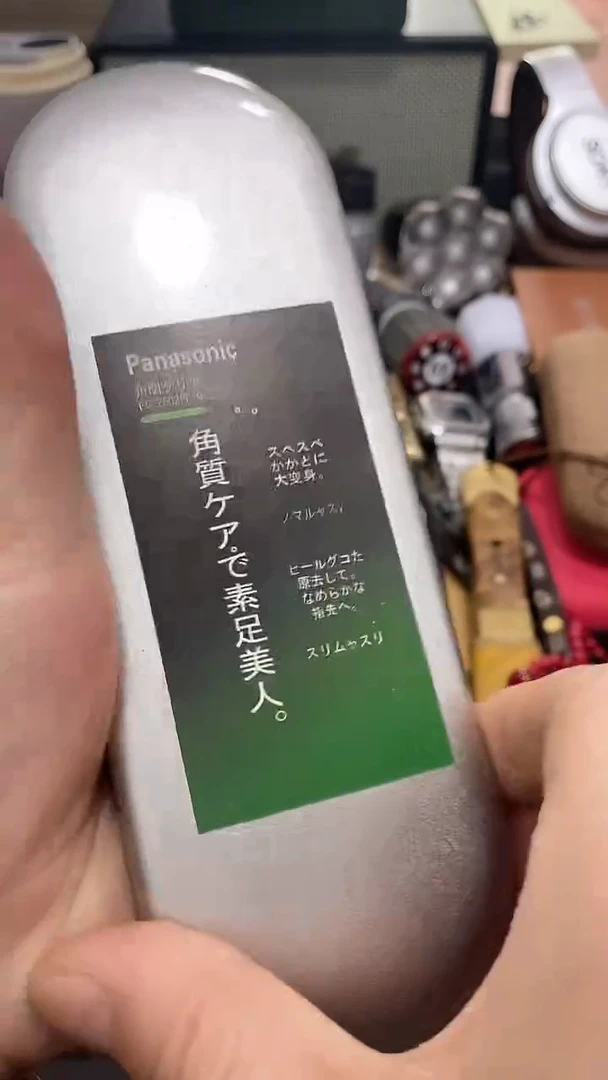 Panasonic
角質ケアで素足美人。
スベスベ
かかとに
大変身。
ヒールダコた
原去して。
なめらかな
指先へ。
スリムヤスリ